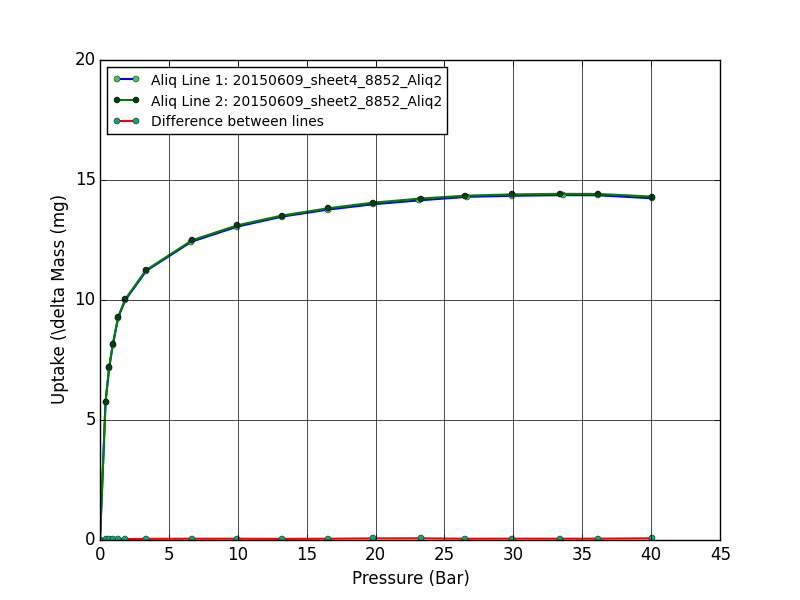 20
Aliq Line 1: 20150609_sheet4_8852_Aliq2
Aliq Line 2: 20150609_sheet2_8852_Aliq2
Difference between lines
15
10
5
0
Uptake (\delta Mass (mg)
0 5 10 15 20 25 30 35 40 45
Pressure (Bar)